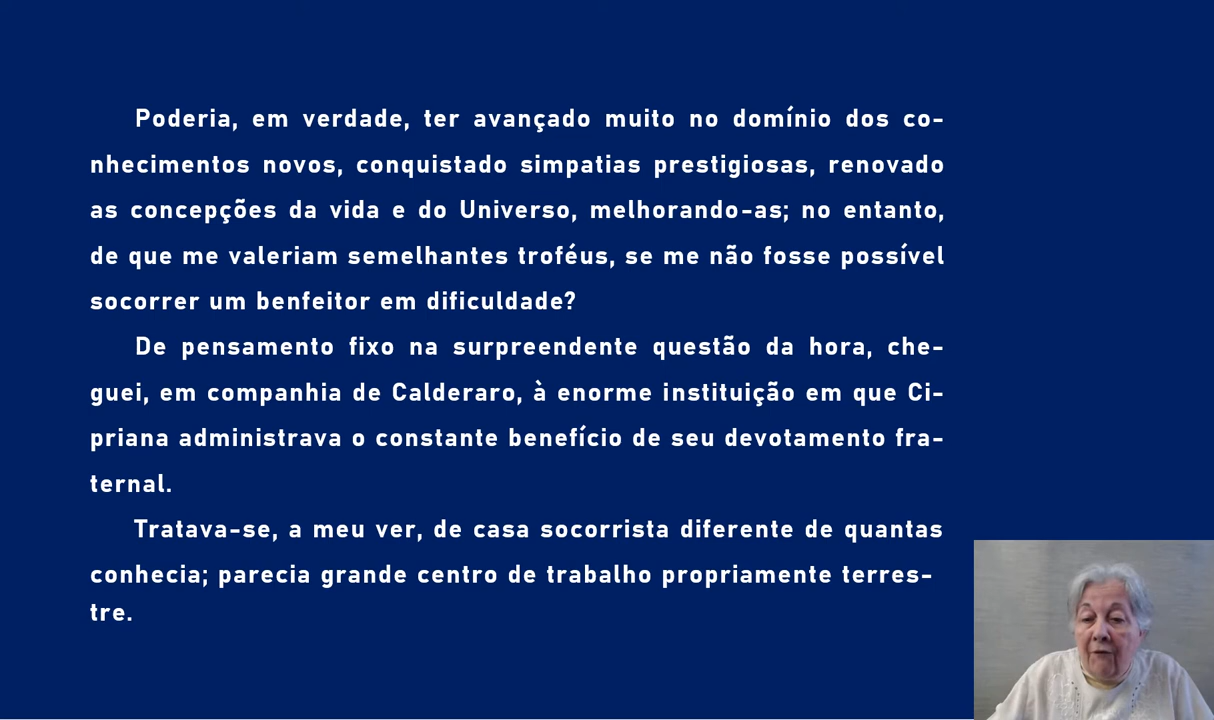 Poderia, em verdade, ter avançado muito no domínio dos co-
nhecimentos novos, conquistado simpatias prestigiosas, renovado
as concepções da vida e do Universo, melhorando-as; no entanto,
de que me valeriam semelhantes troféus, se me não fosse possível
socorrer um benfeitor em dificuldade?
De pensamento fixo na surpreendente questão da hora, che-
guei, em companhia de Calderaro, à enorme instituição em que Ci-
priana administrava o constante benefício de seu devotamento fra-
ternal.
Tratava-se, a meu ver, de casa socorrista diferente de quantas
conhecia; parecia grande centro de trabalho propriamente terres-
tre.